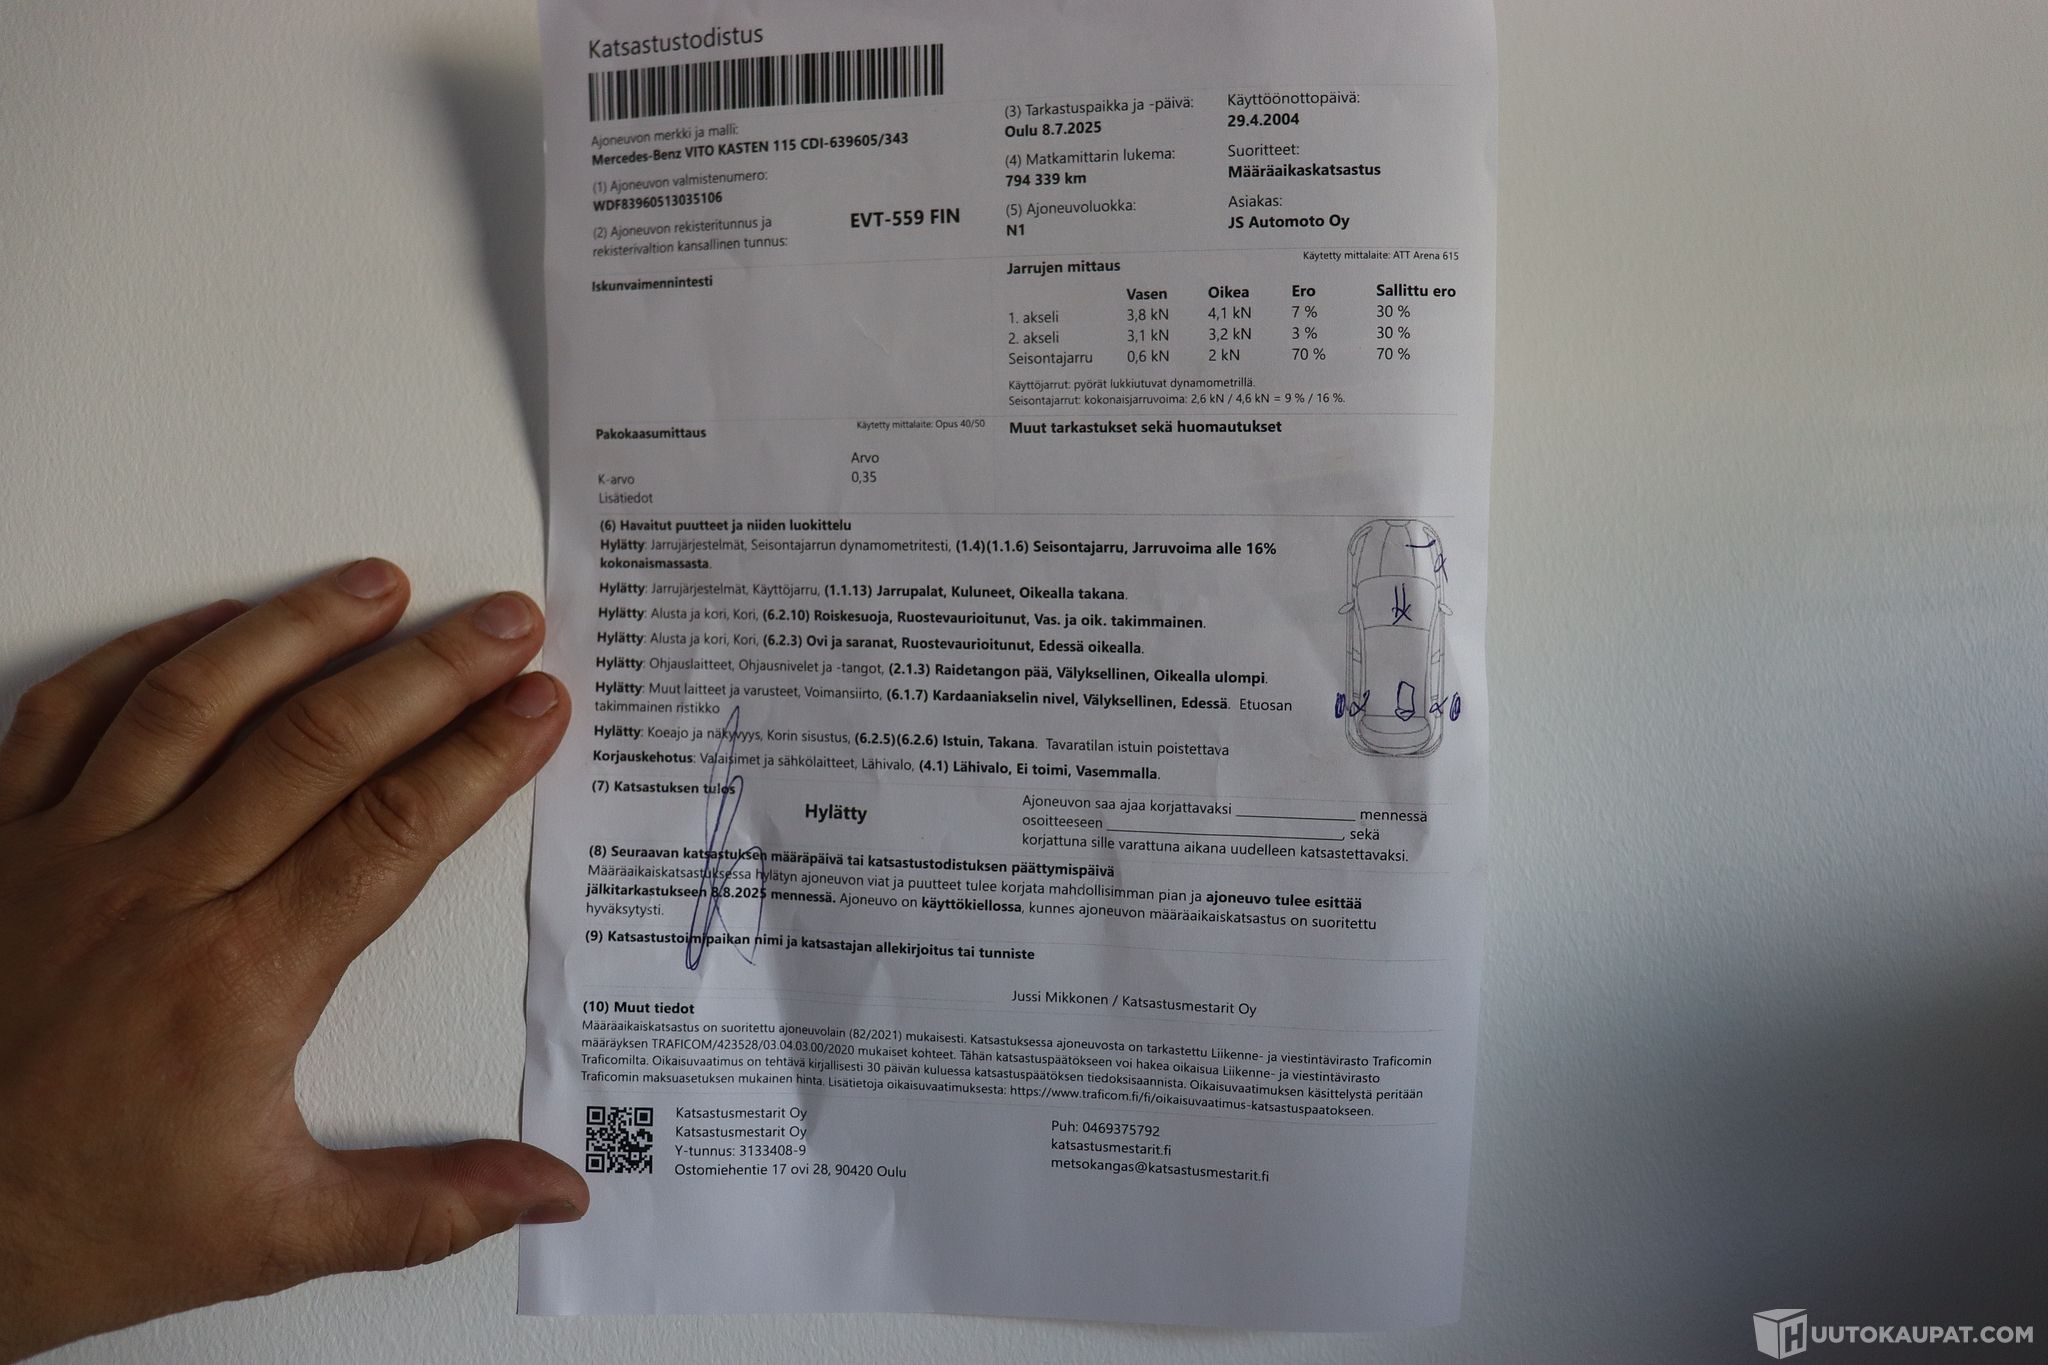 Katsastustodistus
Ajoneuvon merkki ja malli:
Mercedes-Benz VITO KASTEN 115 CDI-639605/343
(1) Ajoneuvon valmistenumero:
WDF83960513035106
(2) Ajoneuvon rekisteritunnus ja
rekisterivaltion kansallinen tunnus:
EVT-559 FIN
(3) Tarkastuspaikka ja -päivä:
Oulu 8.7.2025
(4) Matkamittarin lukema:
794 339 km
(5) Ajoneuvoluokka:
N1
Käyttöönottopäivä:
29.4.2004
Suoritteet:
Määräaikaskatsastus
Asiakas:
JS Automoto Oy
Iskunvaimennintesti
Jarrujen mittaus
Käytetty mittalaite: ATT Arena 615
Vasen Oikea Ero Sallittu ero
1. akseli 3,8 kN 4,1 kN 7 % 30 %
2. akseli 3,1 kN 3,2 kN 3 % 30 %
Seisontajarru 0,6 kN 2 kN 70 % 70 %
Käyttöjarrut: pyörät lukkiutuvat dynamometrillä.
Seisontajarrut: kokonaisjarruvoima: 2,6 kN / 4,6 kN = 9 % / 16 %.
Pakokaasumittaus
Käytetty mittalaite: Opus 40/50
Arvo
K-arvo 0,35
Lisätiedot
Muut tarkastukset sekä huomautukset
(6) Havaitut puutteet ja niiden luokittelu
Hylätty: Jarrujärjestelmät, Seisontajarrun dynamometritesti, (1.4)(1.1.6) Seisontajarru, Jarruvoima alle 16%
kokonaismassasta.
Hylätty: Jarrujärjestelmät, Käyttöjarru, (1.1.13) Jarrupalat, Kuluneet, Oikealla takana.
Hylätty: Alusta ja kori, Kori, (6.2.10) Roiskesuoja, Ruostevaurioitunut, Vas. ja oik. takimmainen.
Hylätty: Alusta ja kori, Kori, (6.2.3) Ovi ja saranat, Ruostevaurioitunut, Edessä oikealla.
Hylätty: Ohjauslaitteet, Ohjausnivelet ja -tangot, (2.1.3) Raidetangon pää, Välyksellinen, Oikealla ulompi.
Hylätty: Muut laitteet ja varusteet, Voimansiirto, (6.1.7) Kardaaniakselin nivel, Välyksellinen, Edessä. Etuosan
takimmainen ristikko
Hylätty: Koeajo ja näkyvyys, Korin sisustus, (6.2.5)(6.2.6) Istuin, Takana. Tavaratilan istuin poistettava
Korjauskehotus: Valaisimet ja sähkölaitteet, Lähivalo, (4.1) Lähivalo, Ei toimi, Vasemmalla.
(7) Katsastuksen tulos
Hylätty
Ajoneuvon saa ajaa korjattavaksi _______________ mennessä
osoitteeseen ______________________________, sekä
korjattuna sille varattuna aikana uudelleen katsastettavaksi.
(8) Seuraavan katsastuksen määräpäivä tai katsastustodistuksen päättymispäivä
Määräaikaiskatsastuksessa hylätyn ajoneuvon viat ja puutteet tulee korjata mahdollisimman pian ja ajoneuvo tulee esittää
jälkitarkastukseen 8.8.2025 mennessä. Ajoneuvo on käyttökiellossa, kunnes ajoneuvon määräaikaiskatsastus on suoritettu
hyväksytysti.
(9) Katsastustoimipaikan nimi ja katsastajan allekirjoitus tai tunniste
Jussi Mikkonen / Katsastusmestarit Oy
(10) Muut tiedot
Määräaikaiskatsastus on suoritettu ajoneuvolain (82/2021) mukaisesti. Katsastuksessa ajoneuvosta on tarkastettu Liikenne- ja viestintävirasto Traficomin
määräyksen TRAFICOM/423528/03.04.03.00/2020 mukaiset kohteet. Tähän katsastuspäätökseen voi hakea oikaisua Liikenne- ja viestintävirasto
Traficomilta. Oikaisuvaatimus on tehtävä kirjallisesti 30 päivän kuluessa katsastuspäätöksen tiedoksisaannista. Oikaisuvaatimuksen käsittelystä peritään
Traficomin maksuasetuksen mukainen hinta. Lisätietoja oikaisuvaatimuksesta: https://www.traficom.fi/fi/oikaisuvaatimus-katsastuspaatokseen.
Katsastusmestarit Oy
Katsastusmestarit Oy
Y-tunnus: 3133408-9
Ostomiehentie 17 ovi 28, 90420 Oulu
Puh: 0469375792
katsastusmestarit.fi
metsokangas@katsastusmestarit.fi
HUUTOKAUPAT.COM